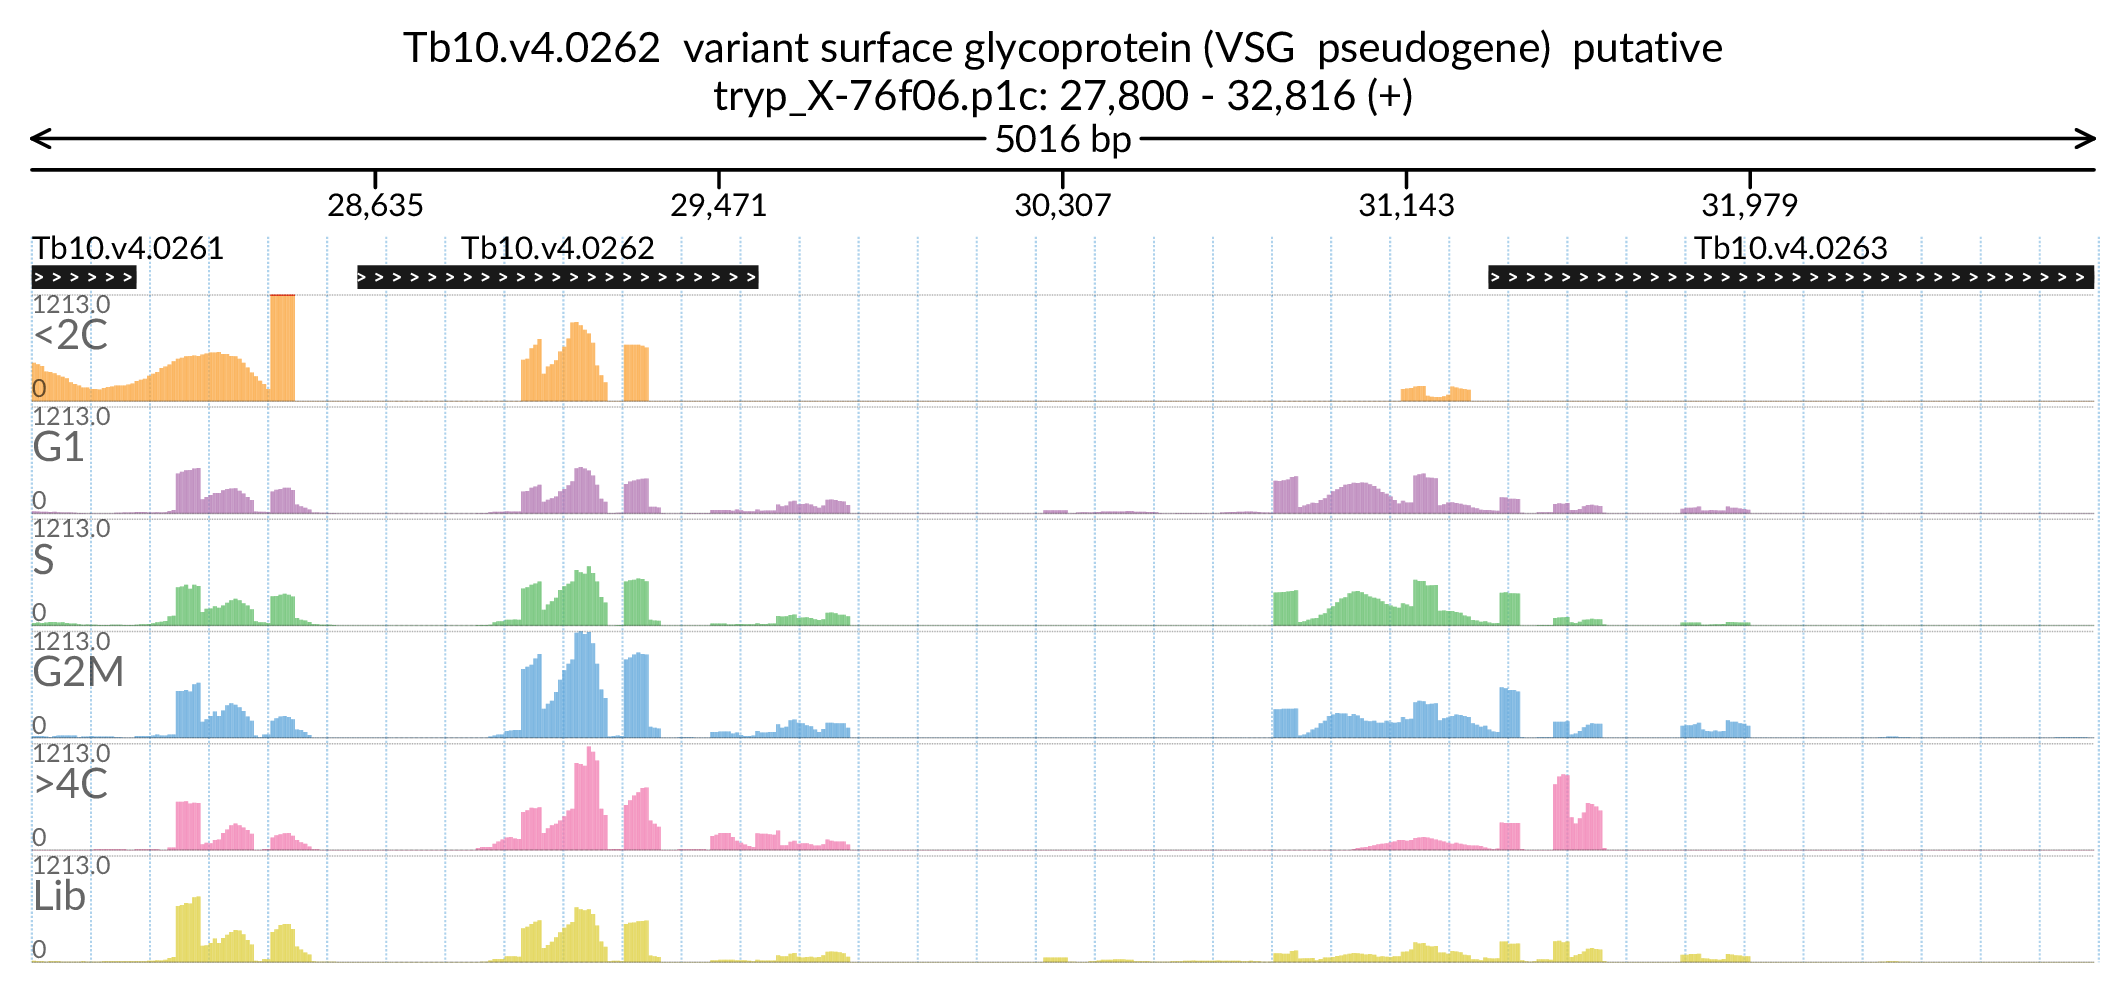 Tb10.v4.0262 variant surface glycoprotein (VSG pseudogene) putative
tryp_X-76f06.p1c: 27,800 - 32,816 (+)
5016 bp
28,635 29,471 30,307 31,143 31,979
Tb10.v4.0261 Tb10.v4.0262 Tb10.v4.0263
1213.0
<2C
0
1213.0
G1
0
1213.0
S
0
1213.0
G2M
0
1213.0
>4C
0
1213.0
Lib
0